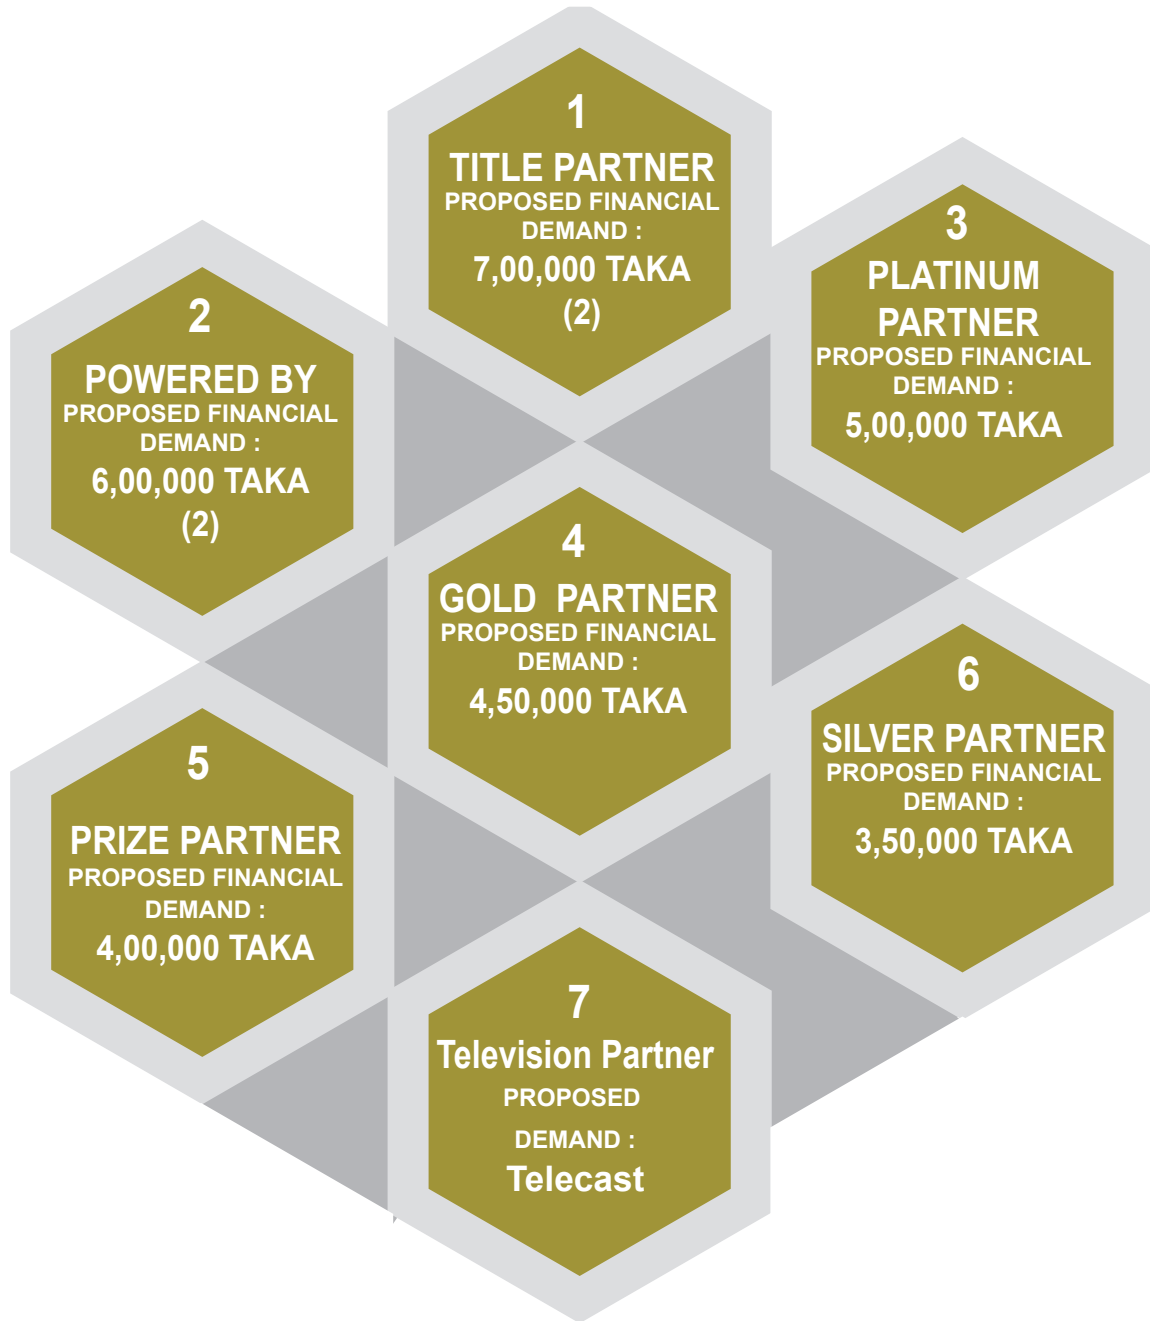 1
TITLE PARTNER
PROPOSED FINANCIAL
DEMAND :
7,00,000 TAKA
(2)
2
POWERED BY
PROPOSED FINANCIAL
DEMAND :
6,00,000 TAKA
(2)
3
PLATINUM
PARTNER
PROPOSED FINANCIAL
DEMAND :
5,00,000 TAKA
4
GOLD PARTNER
PROPOSED FINANCIAL
DEMAND :
4,50,000 TAKA
5
PRIZE PARTNER
PROPOSED FINANCIAL
DEMAND :
4,00,000 TAKA
6
SILVER PARTNER
PROPOSED FINANCIAL
DEMAND :
3,50,000 TAKA
7
Television Partner
PROPOSED
DEMAND :
Telecast